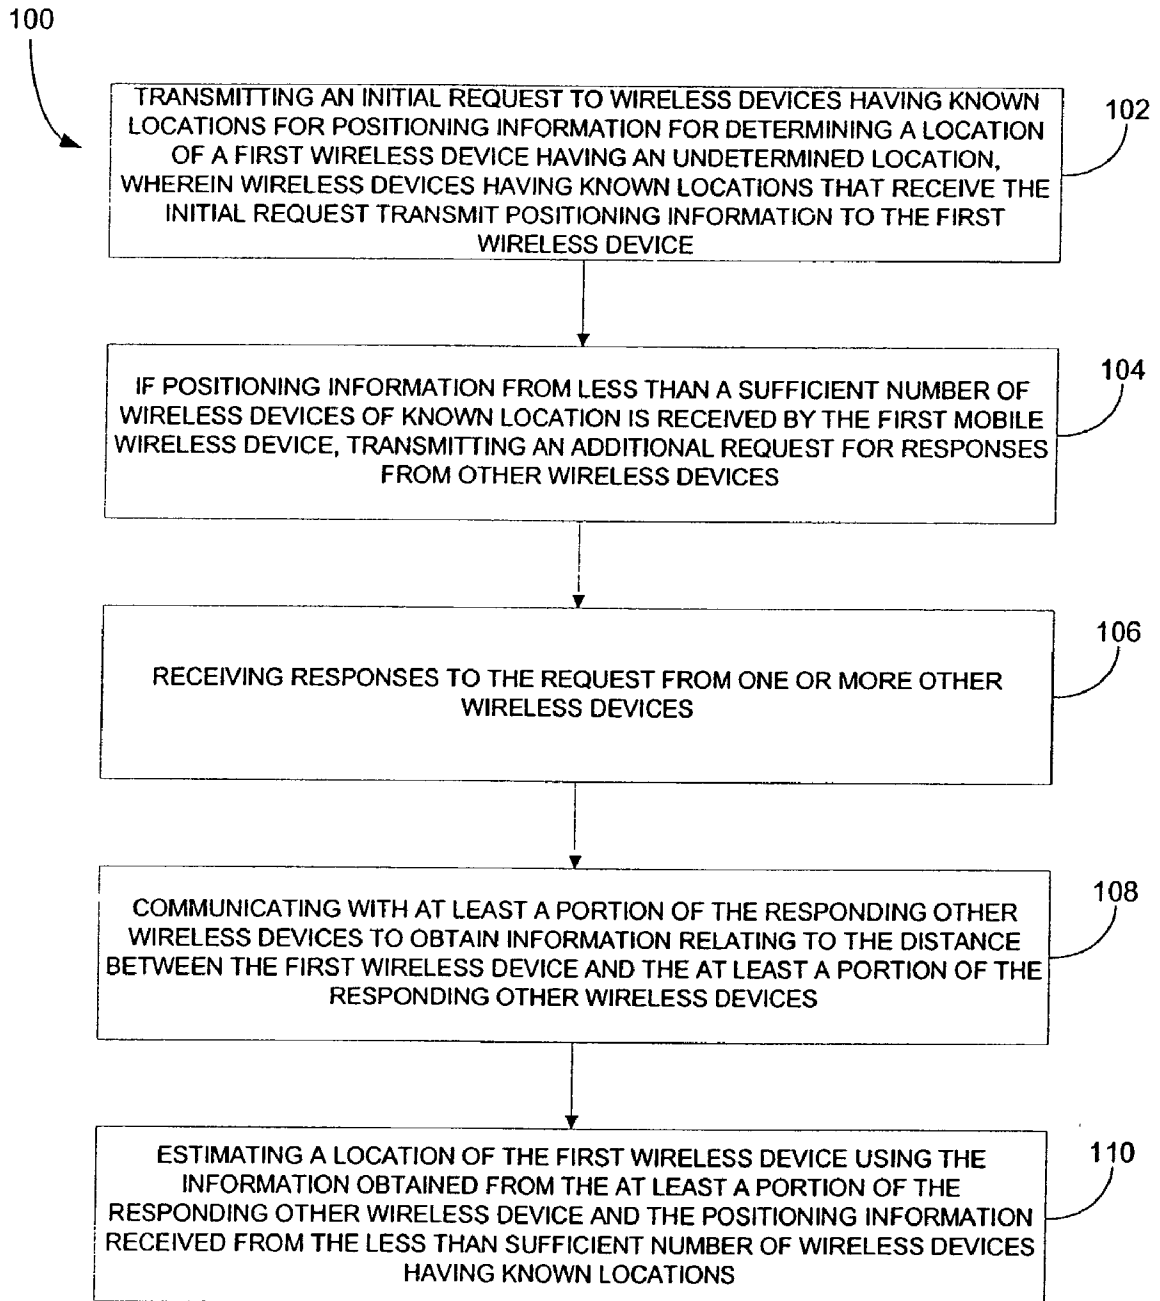 100
TRANSMITTING AN INITIAL REQUEST TO WIRELESS DEVICES HAVING KNOWN
LOCATIONS FOR POSITIONING INFORMATION FOR DETERMINING A LOCATION
OF A FIRST WIRELESS DEVICE HAVING AN UNDETERMINED LOCATION,
WHEREIN WIRELESS DEVICES HAVING KNOWN LOCATIONS THAT RECEIVE THE
INITIAL REQUEST TRANSMIT POSITIONING INFORMATION TO THE FIRST
WIRELESS DEVICE
102
IF POSITIONING INFORMATION FROM LESS THAN A SUFFICIENT NUMBER OF
WIRELESS DEVICES OF KNOWN LOCATION IS RECEIVED BY THE FIRST MOBILE
WIRELESS DEVICE, TRANSMITTING AN ADDITIONAL REQUEST FOR RESPONSES
FROM OTHER WIRELESS DEVICES
104
RECEIVING RESPONSES TO THE REQUEST FROM ONE OR MORE OTHER
WIRELESS DEVICES
106
COMMUNICATING WITH AT LEAST A PORTION OF THE RESPONDING OTHER
WIRELESS DEVICES TO OBTAIN INFORMATION RELATING TO THE DISTANCE
BETWEEN THE FIRST WIRELESS DEVICE AND THE AT LEAST A PORTION OF THE
RESPONDING OTHER WIRELESS DEVICES
108
ESTIMATING A LOCATION OF THE FIRST WIRELESS DEVICE USING THE
INFORMATION OBTAINED FROM THE AT LEAST A PORTION OF THE
RESPONDING OTHER WIRELESS DEVICE AND THE POSITIONING INFORMATION
RECEIVED FROM THE LESS THAN SUFFICIENT NUMBER OF WIRELESS DEVICES
HAVING KNOWN LOCATIONS
110